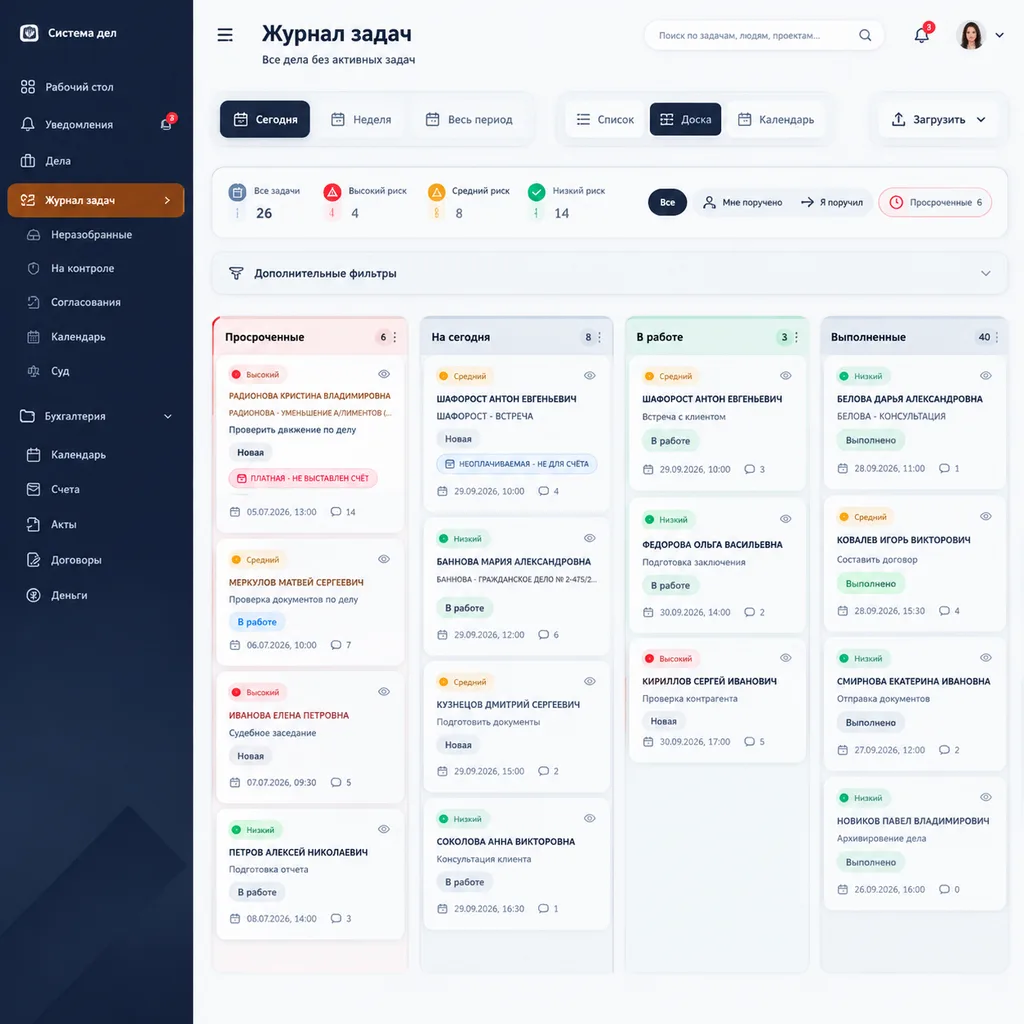 Система дел
Рабочий стол
Уведомления
3
Дела
Журнал задач
Неразобранные
На контроле
Согласования
Календарь
Суд
Бухгалтерия
Календарь
Счета
Акты
Договоры
Деньги
Журнал задач
Все дела без активных задач
Поиск по задачам, людям, проектам...
3
Сегодня
Неделя
Весь период
Список
Доска
Календарь
Загрузить
Все задачи
26
Высокий риск
4
Средний риск
8
Низкий риск
14
Все
Мне поручено
Я поручил
Просроченные 6
Дополнительные фильтры
Просроченные 6
Высокий
РАДИОНОВА КРИСТИНА ВЛАДИМИРОВНА
РАДИОНОВА - УМЕНЬШЕНИЕ А/ЛИМЕНТОВ (...
Проверить движение по делу
Новая
ПЛАТНАЯ - НЕ ВЫСТАВЛЕН СЧЁТ
05.07.2026, 13:00 14
Средний
МЕРКУЛОВ МАТВЕЙ СЕРГЕЕВИЧ
Проверка документов по делу
В работе
06.07.2026, 10:00 7
Высокий
ИВАНОВА ЕЛЕНА ПЕТРОВНА
Судебное заседание
Новая
07.07.2026, 09:30 5
Низкий
ПЕТРОВ АЛЕКСЕЙ НИКОЛАЕВИЧ
Подготовка отчета
В работе
08.07.2026, 14:00 3
На сегодня 8
Средний
ШАФОРОСТ АНТОН ЕВГЕНЬЕВИЧ
ШАФОРОСТ - ВСТРЕЧА
Новая
НЕОПЛАЧИВАЕМАЯ - НЕ ДЛЯ СЧЁТА
29.09.2026, 10:00 4
Низкий
БАННОВА МАРИЯ АЛЕКСАНДРОВНА
БАННОВА - ГРАЖДАНСКОЕ ДЕЛО № 2-475/2...
В работе
29.09.2026, 12:00 6
Средний
КУЗНЕЦОВ ДМИТРИЙ СЕРГЕЕВИЧ
Подготовить документы
Новая
29.09.2026, 15:00 2
Низкий
СОКОЛОВА АННА ВИКТОРОВНА
Консультация клиента
В работе
29.09.2026, 16:30 1
В работе 3
Средний
ШАФОРОСТ АНТОН ЕВГЕНЬЕВИЧ
Встреча с клиентом
В работе
29.09.2026, 10:00 3
Низкий
ФЕДОРОВА ОЛЬГА ВАСИЛЬЕВНА
Подготовка заключения
В работе
30.09.2026, 14:00 2
Высокий
КИРИЛЛОВ СЕРГЕЙ ИВАНОВИЧ
Проверка контрагента
Новая
30.09.2026, 17:00 5
Выполненные 40
Низкий
БЕЛОВА ДАРЬЯ АЛЕКСАНДРОВНА
БЕЛОВА - КОНСУЛЬТАЦИЯ
Выполнено
28.09.2026, 11:00 1
Средний
КОВАЛЕВ ИГОРЬ ВИКТОРОВИЧ
Составить договор
Выполнено
28.09.2026, 15:30 4
Низкий
СМИРНОВА ЕКАТЕРИНА ИВАНОВНА
Отправка документов
Выполнено
27.09.2026, 12:00 2
Низкий
НОВИКОВ ПАВЕЛ ВЛАДИМИРОВИЧ
Архивирование дела
Выполнено
26.09.2026, 16:00 0